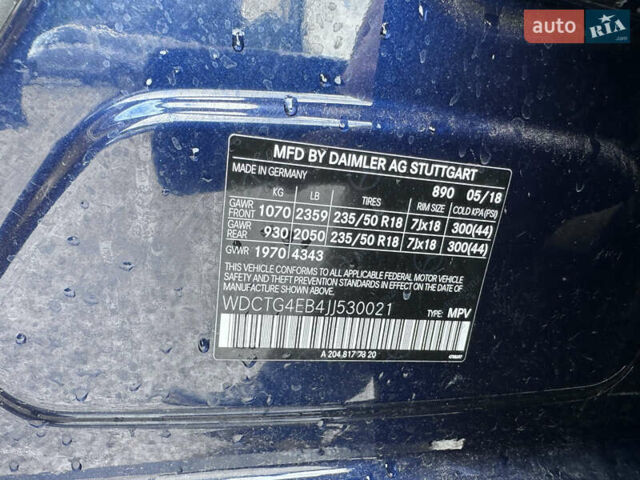 auto RIA.com
MFD BY DAIMLER AG STUTTGART
MADE IN GERMANY 890 05/18
KG LB TIRES RIM SIZE COLD KPA (PSI)
GAWR FRONT 1070 2359 235/50 R18 7Jx18 300(44)
GAWR REAR 930 2050 235/50 R18 7Jx18 300(44)
GVWR 1970 4343
THIS VEHICLE CONFORMS TO ALL APPLICABLE FEDERAL MOTOR VEHICLE
SAFETY AND THEFT PREVENTION STANDARDS IN EFFECT ON THE DATE OF
MANUFACTURE SHOWN ABOVE.
WDCTG4EB4JJ530021 TYPE: MPV
A 204 817 78 20